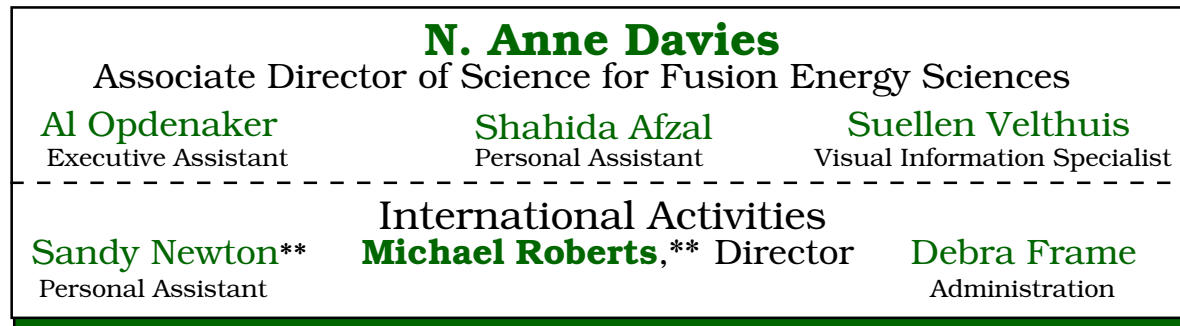 N. Anne Davies
Associate Director of Science for Fusion Energy Sciences
Al Opdenaker Shahida Afzal Suellen Velthuis
Executive Assistant Personal Assistant Visual Information Specialist
International Activities
Sandy Newton** Michael Roberts,** Director Debra Frame
Personal Assistant Administration